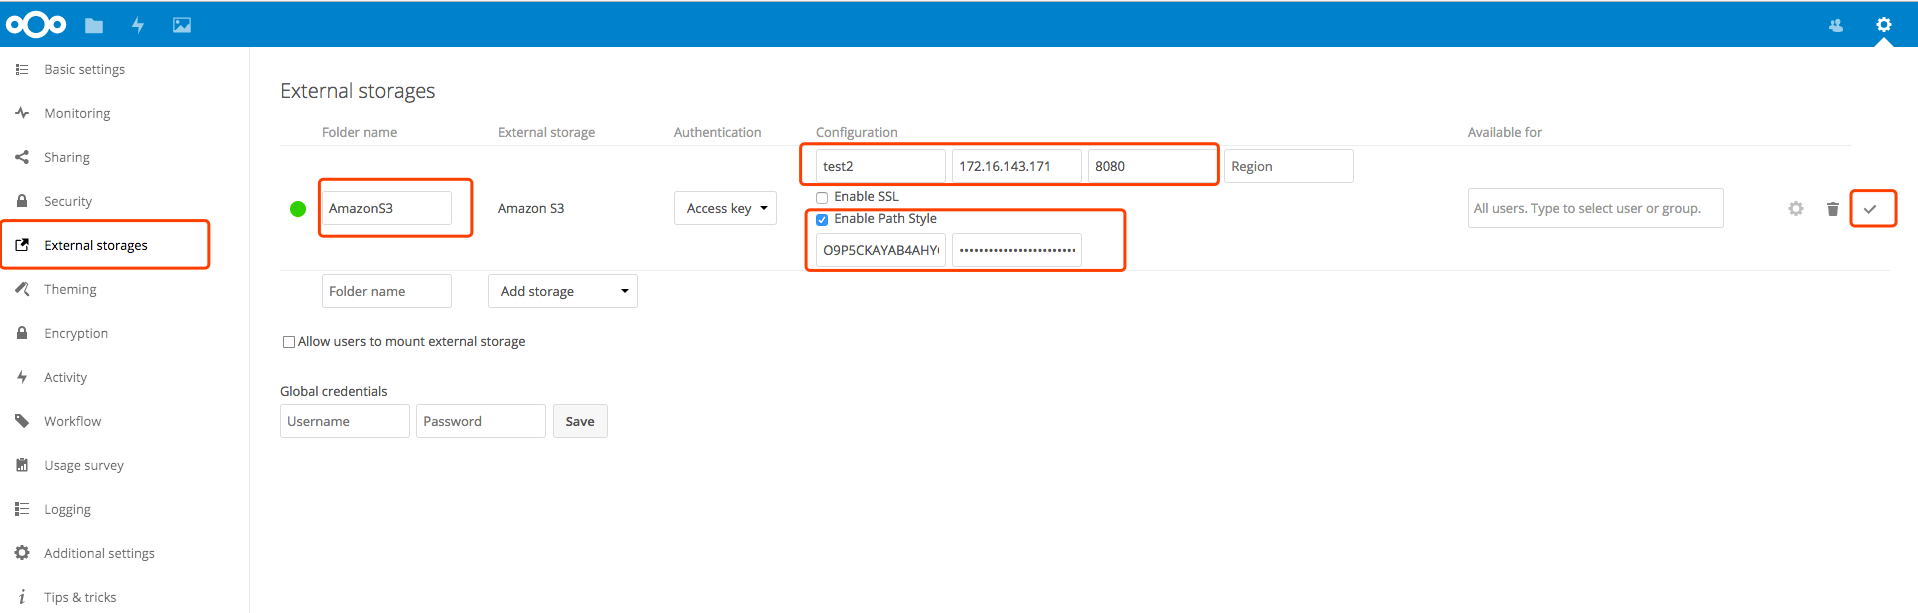 Basic settings
Monitoring
Sharing
Security
External storages
Theming
Encryption
Activity
Workflow
Usage survey
Logging
Additional settings
Tips & tricks
External storages
Folder name External storage Authentication Configuration Available for
test2 172.16.143.171 8080 Region
Enable SSL
AmazonS3 Amazon S3 Access key All users. Type to select user or group.
Enable Path Style
O9P5CKAYAB4AHY
Folder name Add storage
Allow users to mount external storage
Global credentials
Username Password Save